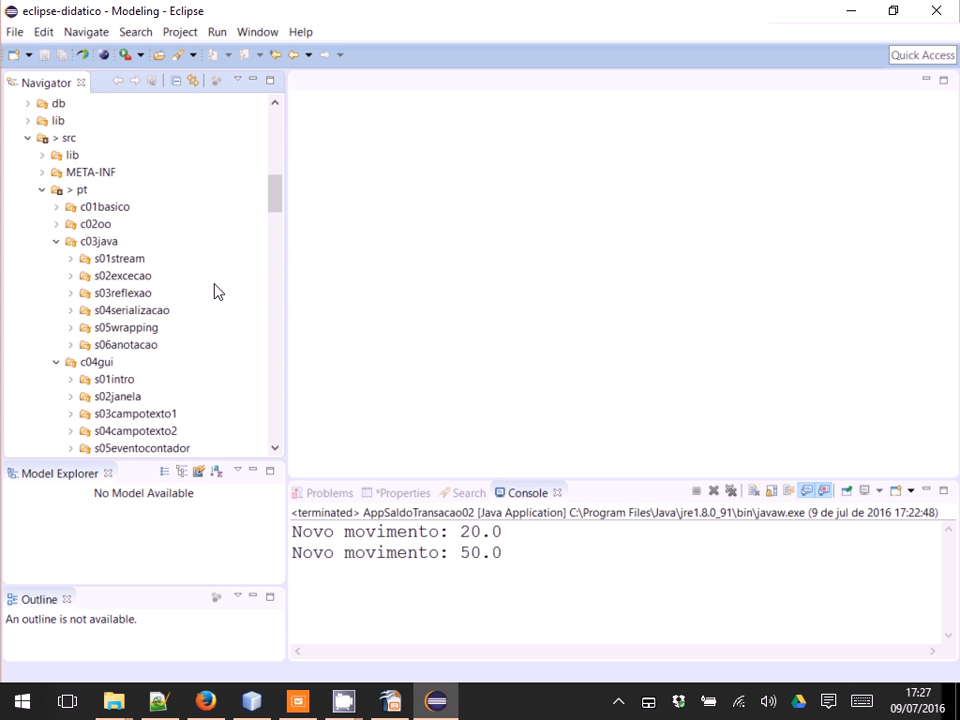 eclipse-didatico - Modeling - Eclipse
File Edit Navigate Search Project Run Window Help
Quick Access
Navigator
db
lib
> src
lib
META-INF
> pt
c01basico
c02oo
c03java
s01stream
s02excecao
s03reflexao
s04serializacao
s05wrapping
s06anotacao
c04gui
s01intro
s02janela
s03campotexto1
s04campotexto2
s05eventocontador
Model Explorer
No Model Available
Outline
An outline is not available.
Problems *Properties Search Console
<terminated> AppSaldoTransacao02 [Java Application] C:\Program Files\Java\jre1.8.0_91\bin\javaw.exe (9 de jul de 2016 17:22:48)
Novo movimento: 20.0
Novo movimento: 50.0
17:27
09/07/2016